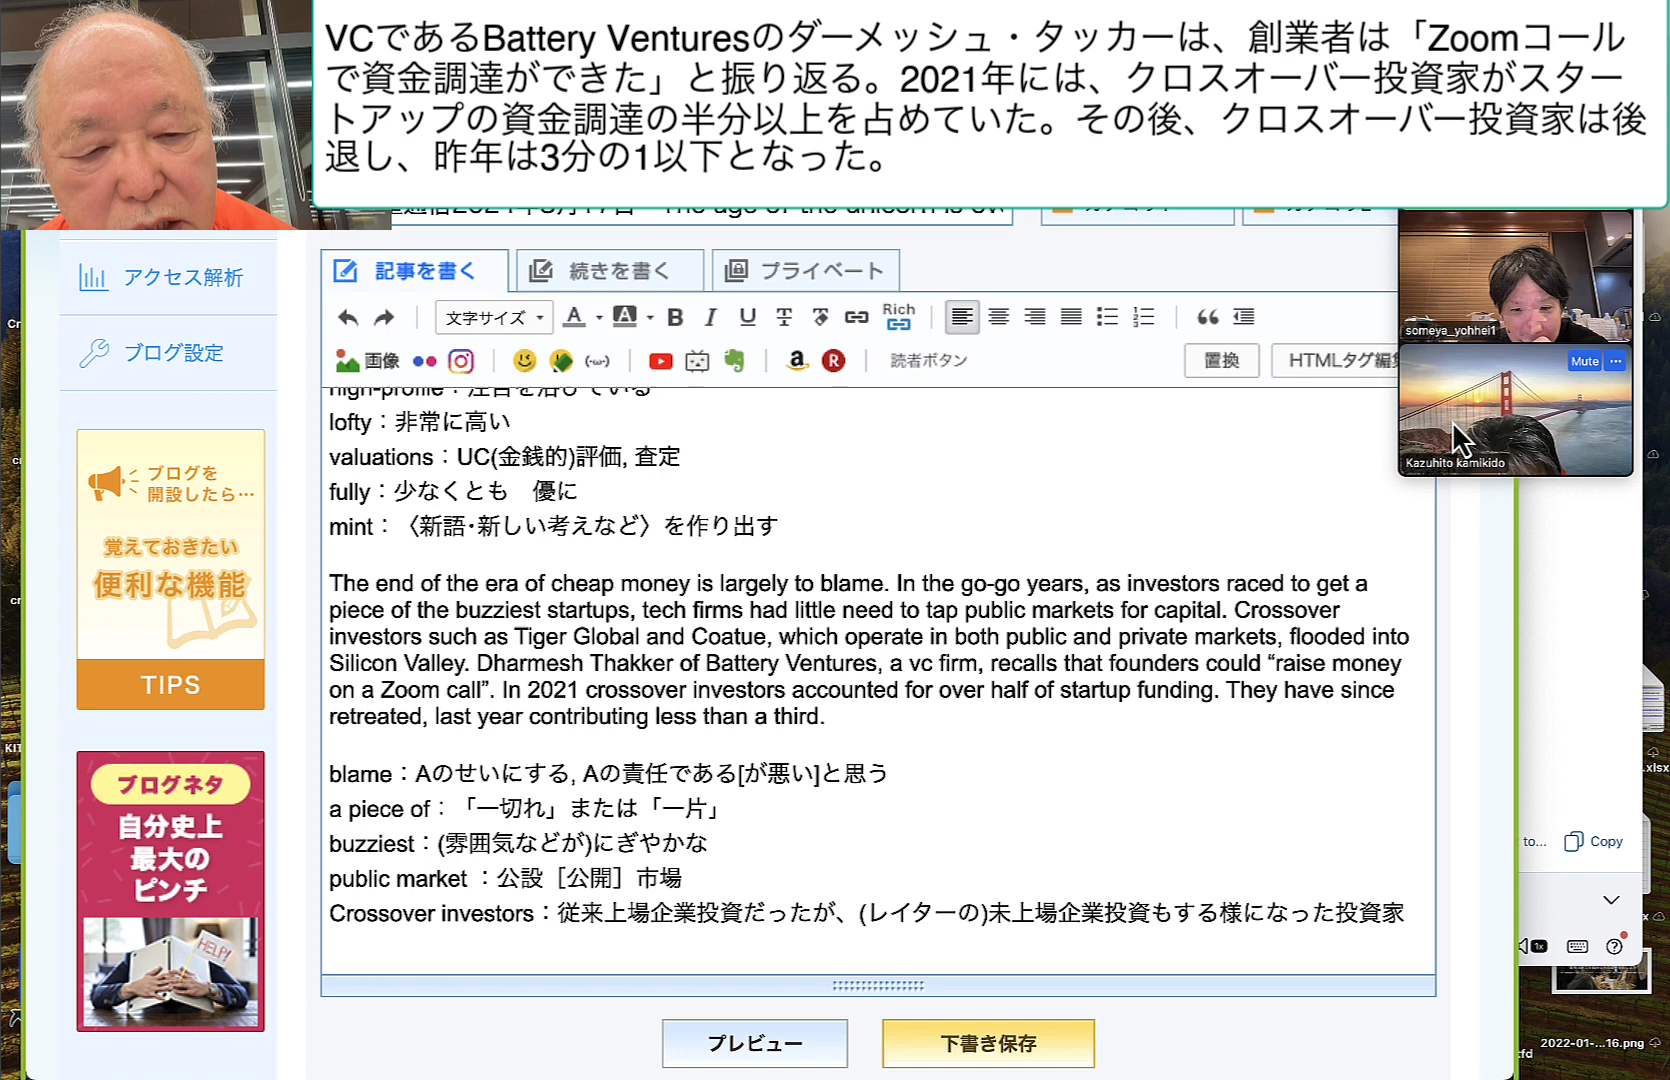 VCであるBattery Venturesのダーメッシュ・タッカーは、創業者は「Zoomコール
で資金調達ができた」と振り返る。2021年には、クロスオーバー投資家がスター
トアップの資金調達の半分以上を占めていた。その後、クロスオーバー投資家は後
退し、昨年は3分の1以下となった。
アクセス解析
ブログ設定
ブログを
開設したら…
覚えておきたい
便利な機能
TIPS
ブログネタ
自分史上
最大の
ピンチ
HELP!
記事を書く
続きを書く
プライベート
文字サイズ
Rich
画像
読者ボタン
置換
HTMLタグ編
high-profile：注目を浴びている
lofty：非常に高い
valuations：UC(金銭的)評価, 査定
fully：少なくとも　優に
mint：〈新語･新しい考えなど〉を作り出す
The end of the era of cheap money is largely to blame. In the go-go years, as investors raced to get a
piece of the buzziest startups, tech firms had little need to tap public markets for capital. Crossover
investors such as Tiger Global and Coatue, which operate in both public and private markets, flooded into
Silicon Valley. Dharmesh Thakker of Battery Ventures, a vc firm, recalls that founders could “raise money
on a Zoom call”. In 2021 crossover investors accounted for over half of startup funding. They have since
retreated, last year contributing less than a third.
blame：Aのせいにする, Aの責任である[が悪い]と思う
a piece of：「一切れ」または「一片」
buzziest：(雰囲気などが)にぎやかな
public market ：公設［公開］市場
Crossover investors：従来上場企業投資だったが、(レイターの)未上場企業投資もする様になった投資家
プレビュー
下書き保存
someya_yohhei1
Mute
Kazuhito kamikido
to...
Copy
1x
.xlsx
2022-01-...16.png